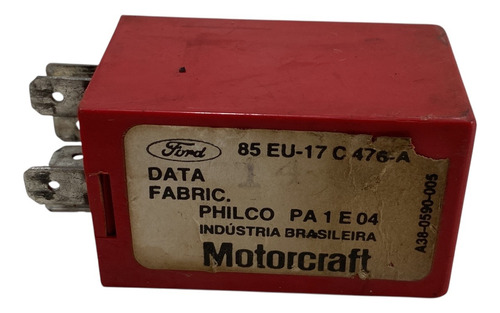 Ford 85 EU-17 C 476-A
DATA
FABRIC.
PHILCO PA 1 E 04
INDÚSTRIA BRASILEIRA
Motorcraft
A38-0590-005